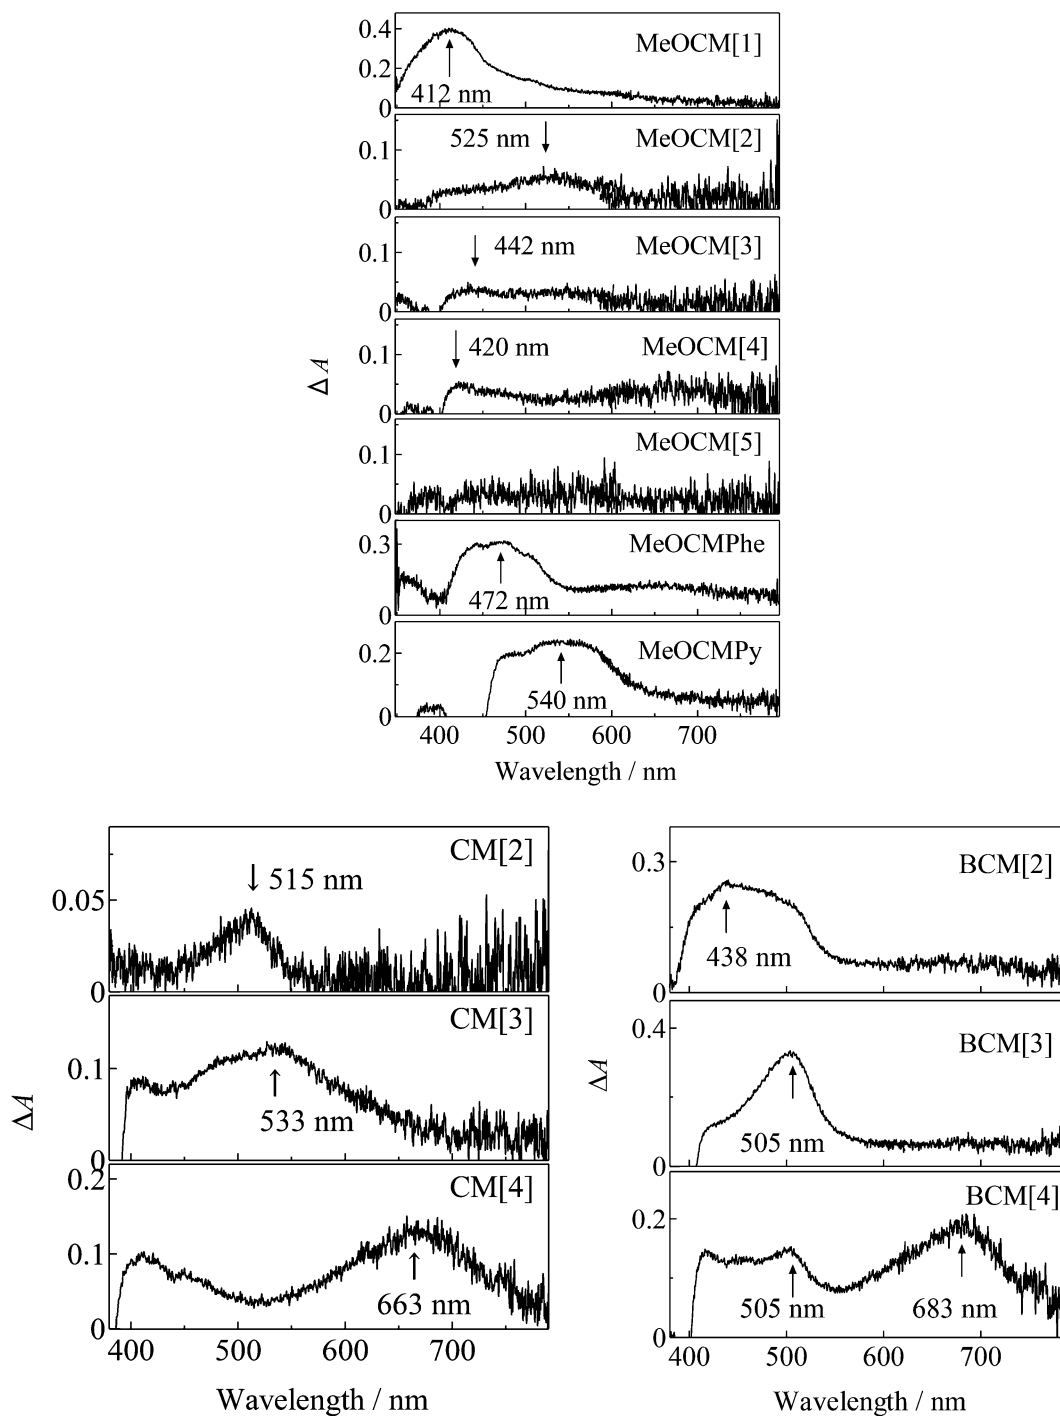 0.4
MeOCM[1]
0.2
412 nm
0
525 nm
MeOCM[2]
0.1
0
442 nm
MeOCM[3]
0.1
0
420 nm
MeOCM[4]
0.1
Δ A
0
MeOCM[5]
0.1
0
MeOCMPhe
0.3
472 nm
0
MeOCMPy
0.2
540 nm
0
400 500 600 700
Wavelength / nm
CM[2]
515 nm
0.05
0
CM[3]
0.1
533 nm
ΔA
0
0.2
CM[4]
0.1
663 nm
0
400 500 600 700
Wavelength / nm
BCM[2]
0.3
438 nm
0
0.4
BCM[3]
ΔA
505 nm
0
BCM[4]
0.2
505 nm 683 nm
0
400 500 600 700
Wavelength / nm